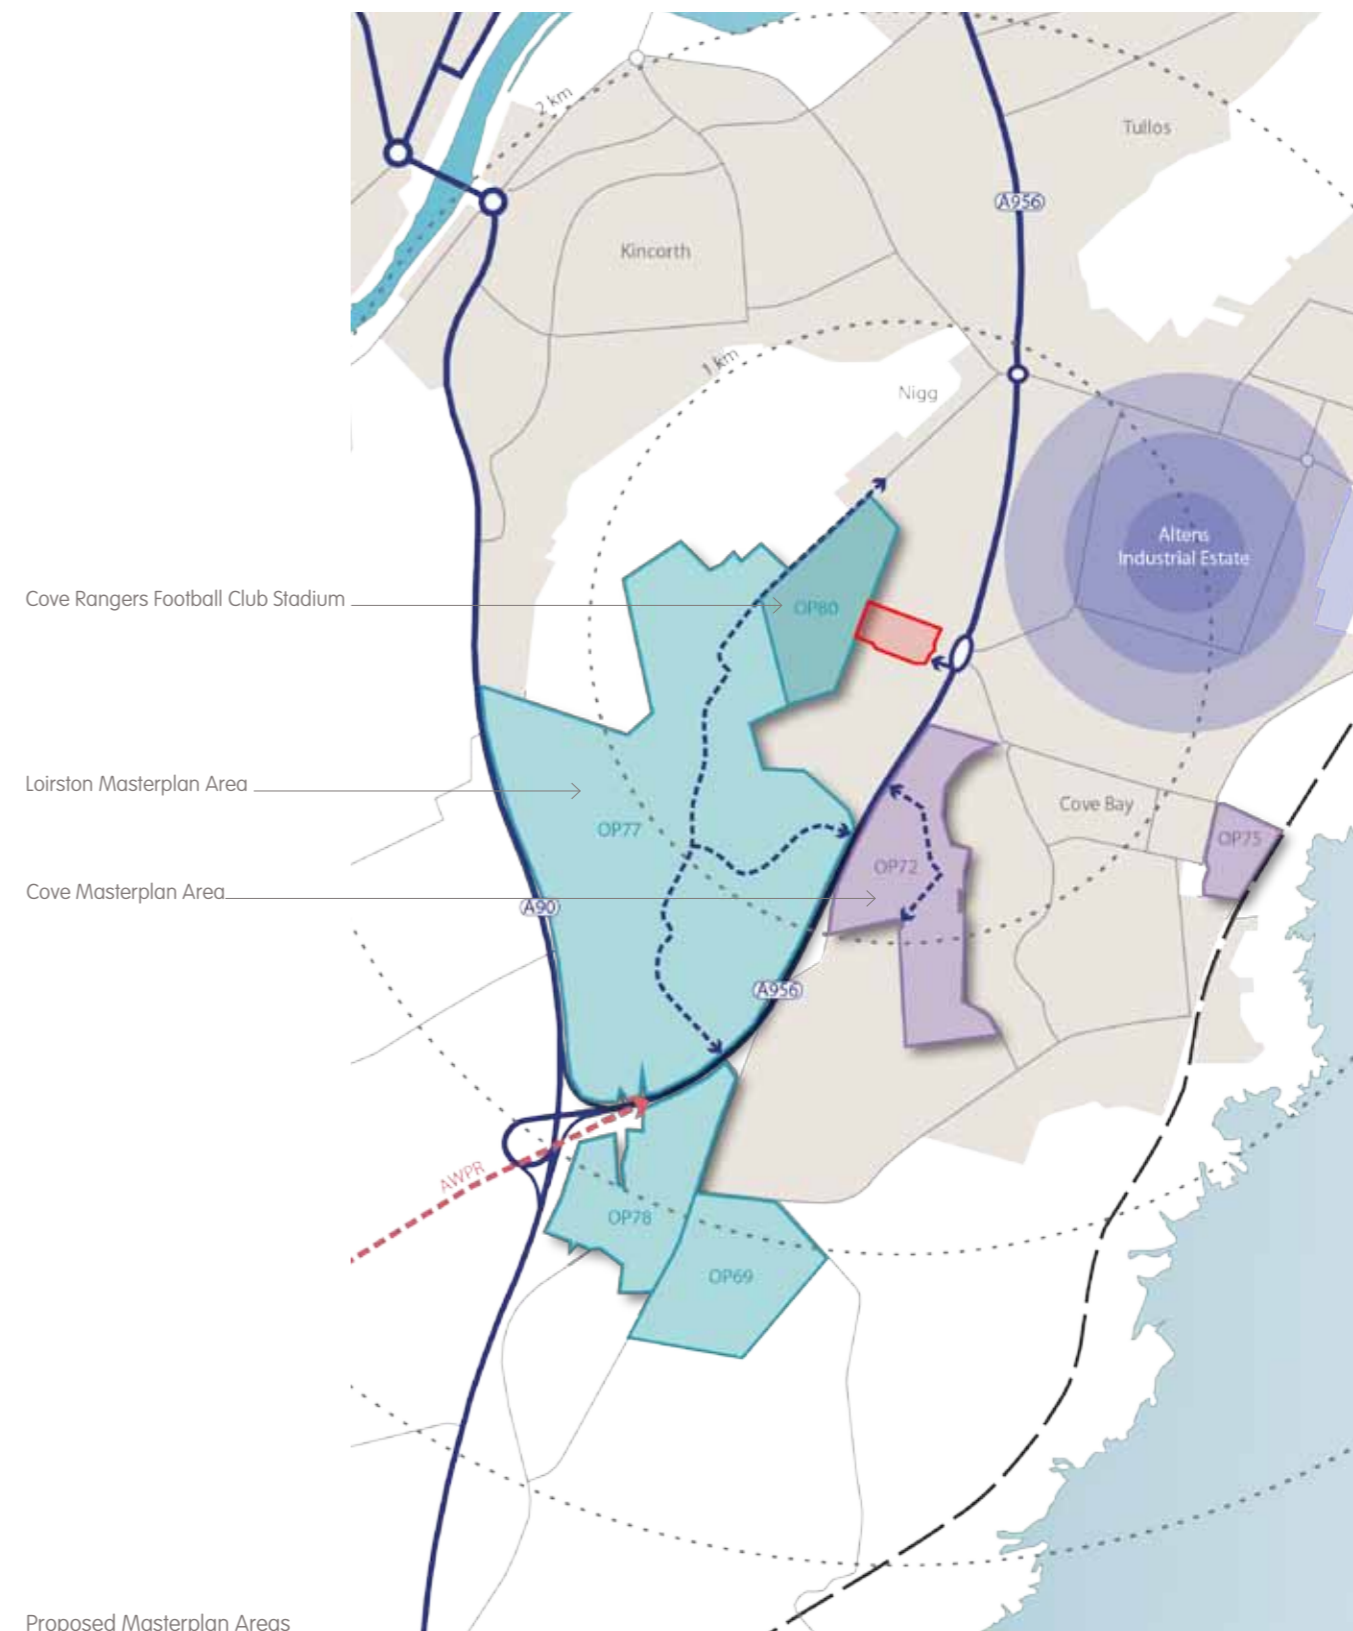 2 km
Tullos
A956
Kincorth
1 km
Nigg
Altens
Industrial Estate
Cove Rangers Football Club Stadium
OP80
Loirston Masterplan Area
Cove Bay
OP77
OP75
OP72
Cove Masterplan Area
A90
A956
AWPR
OP78
OP69
Proposed Masterplan Areas